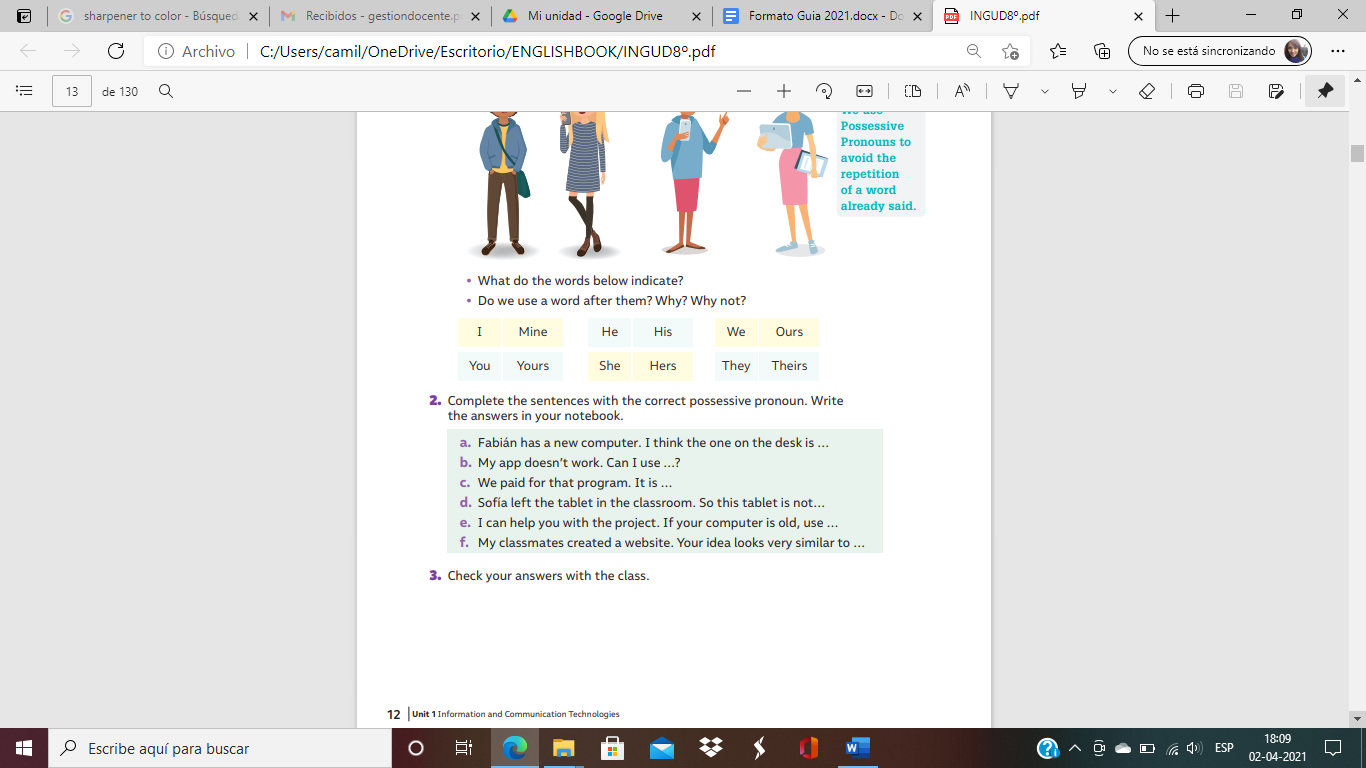 sharpener to color - Búsqued
Recibidos - gestiondocente.p
Mi unidad - Google Drive
Formato Guia 2021.docx - Do
INGUD8º.pdf
Archivo
C:/Users/camil/OneDrive/Escritorio/ENGLISHBOOK/INGUD8º.pdf
No se está sincronizando
13 de 130
We use
Possessive
Pronouns to
avoid the
repetition
of a word
already said.
• What do the words below indicate?
• Do we use a word after them? Why? Why not?
I Mine He His We Ours
You Yours She Hers They Theirs
2. Complete the sentences with the correct possessive pronoun. Write
the answers in your notebook.
a. Fabián has a new computer. I think the one on the desk is ...
b. My app doesn't work. Can I use ...?
c. We paid for that program. It is ...
d. Sofía left the tablet in the classroom. So this tablet is not...
e. I can help you with the project. If your computer is old, use ...
f. My classmates created a website. Your idea looks very similar to ...
3. Check your answers with the class.
12 Unit 1 Information and Communication Technologies
Escribe aquí para buscar
ESP
18:09
02-04-2021